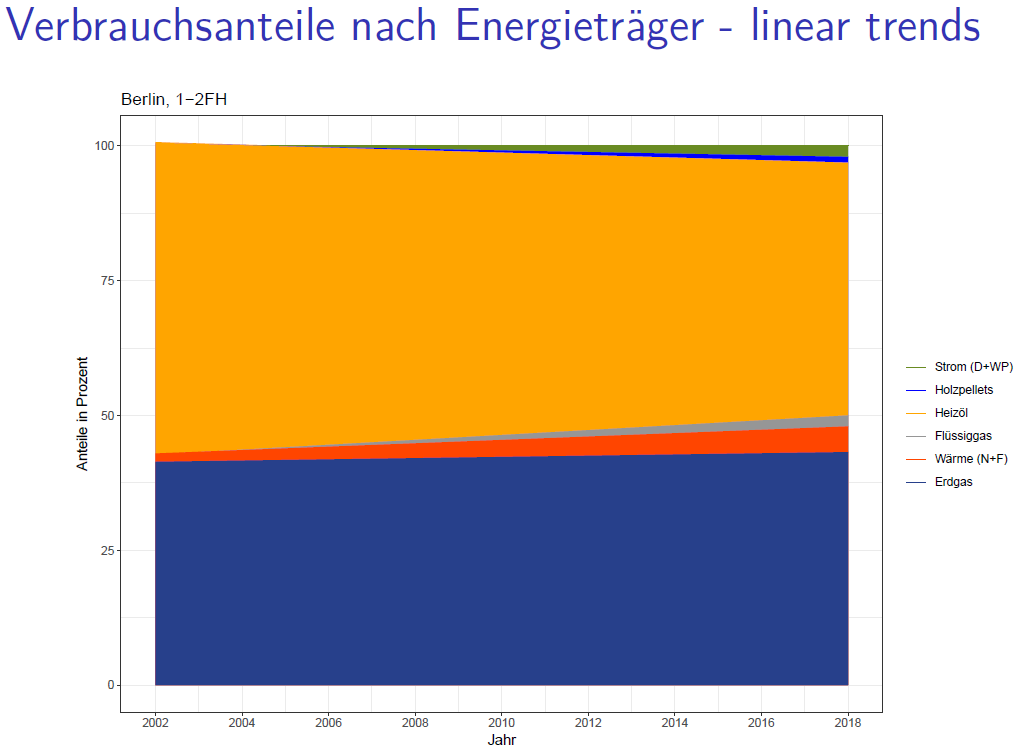 Verbrauchsanteile nach Energieträger - linear trends
Berlin, 1−2FH
100
75
50
25
0
Anteile in Prozent
2002 2004 2006 2008 2010 2012 2014 2016 2018
Jahr
Strom (D+WP)
Holzpellets
Heizöl
Flüssiggas
Wärme (N+F)
Erdgas